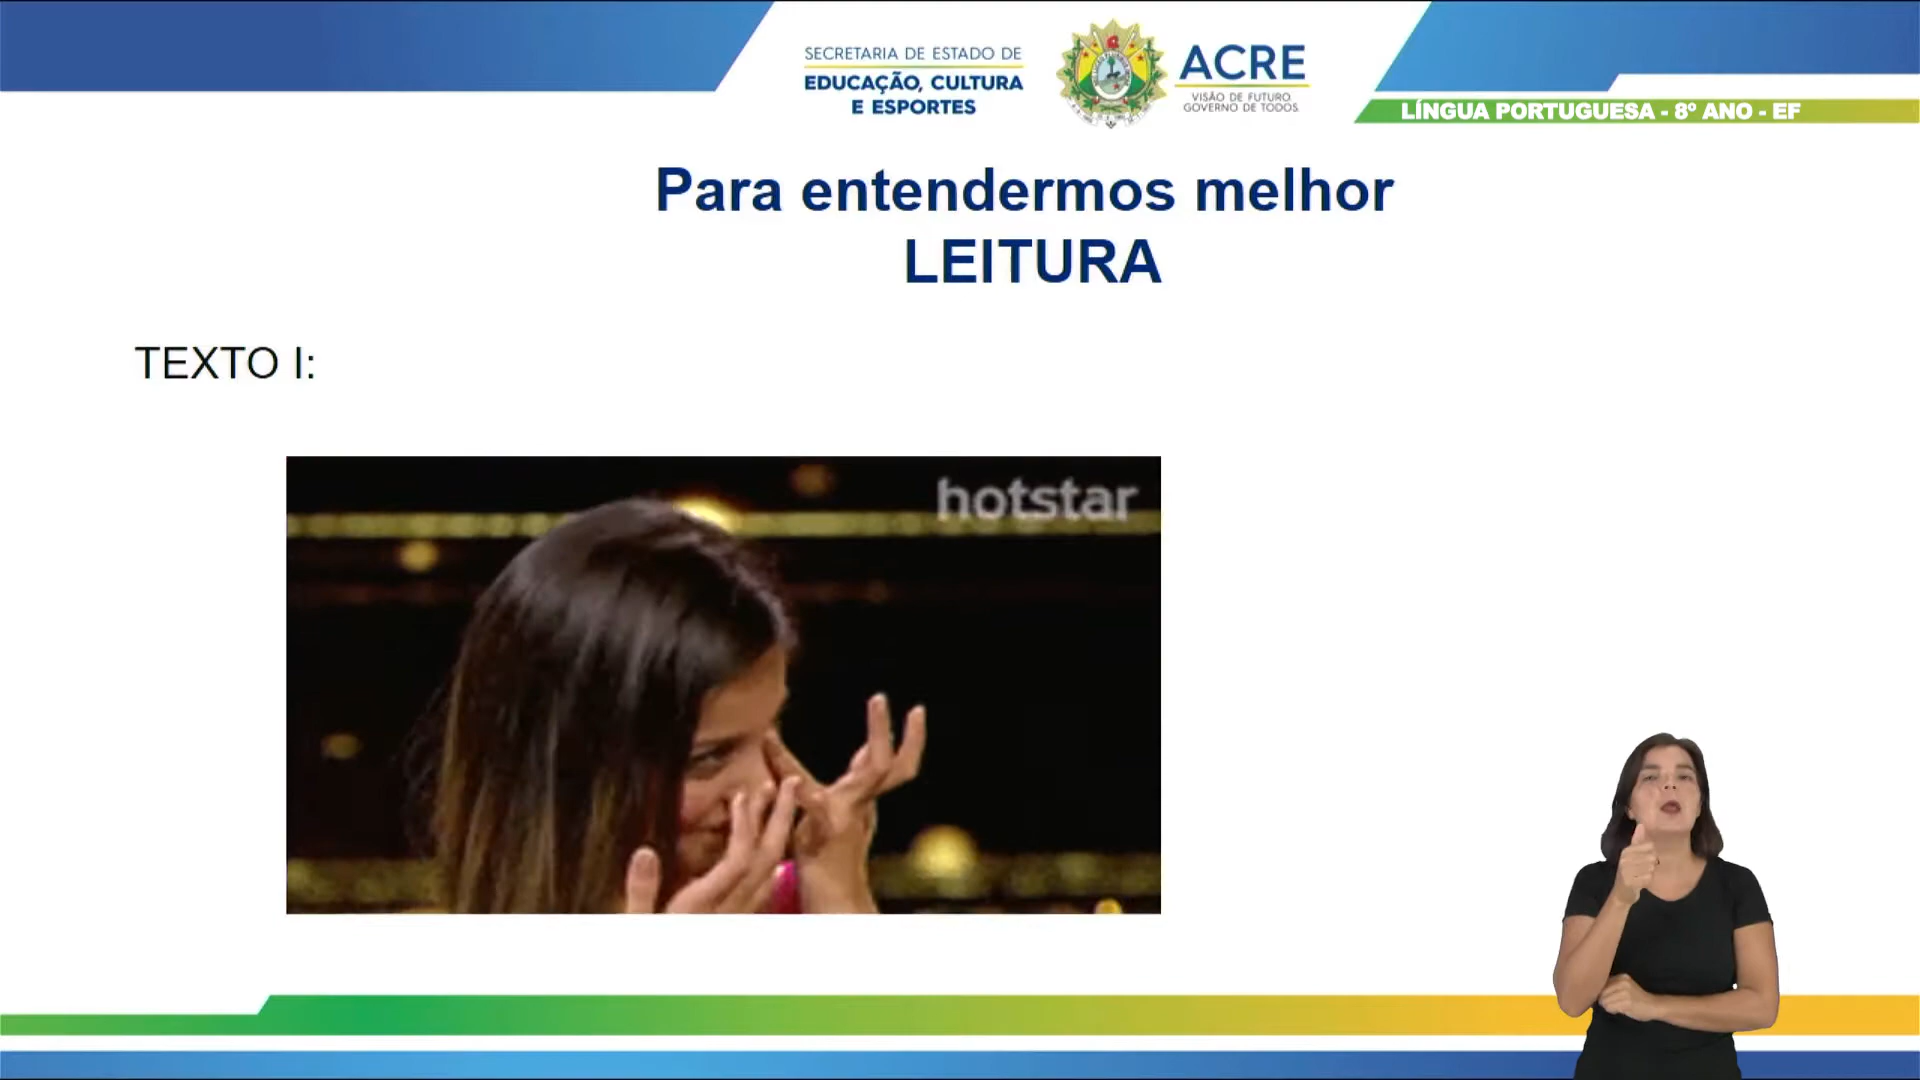 SECRETARIA DE ESTADO DE
EDUCAÇÃO, CULTURA
E ESPORTES
ACRE
VISÃO DE FUTURO.
GOVERNO DE TODOS.
LÍNGUA PORTUGUESA - 8º ANO - EF
Para entendermos melhor
LEITURA
TEXTO I:
hotstar